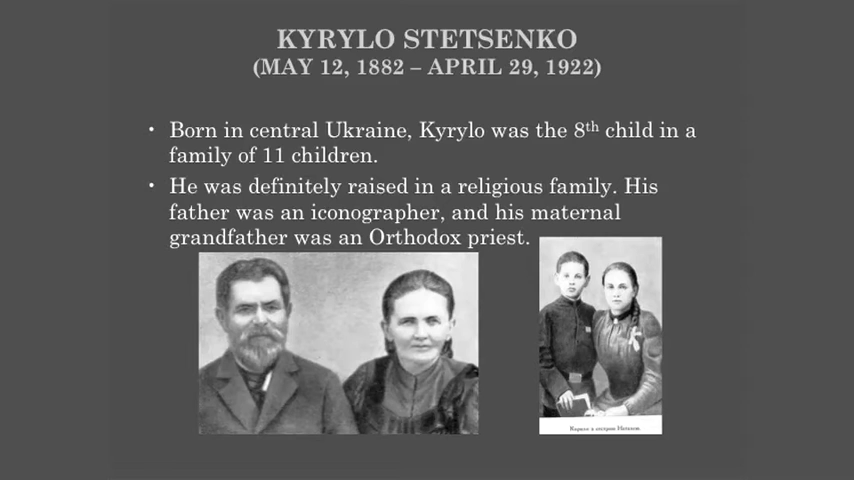 KYRYLO STETSENKO
(MAY 12, 1882 – APRIL 29, 1922)
• Born in central Ukraine, Kyrylo was the 8th child in a
family of 11 children.
• He was definitely raised in a religious family. His
father was an iconographer, and his maternal
grandfather was an Orthodox priest.
Кирило з сестрою